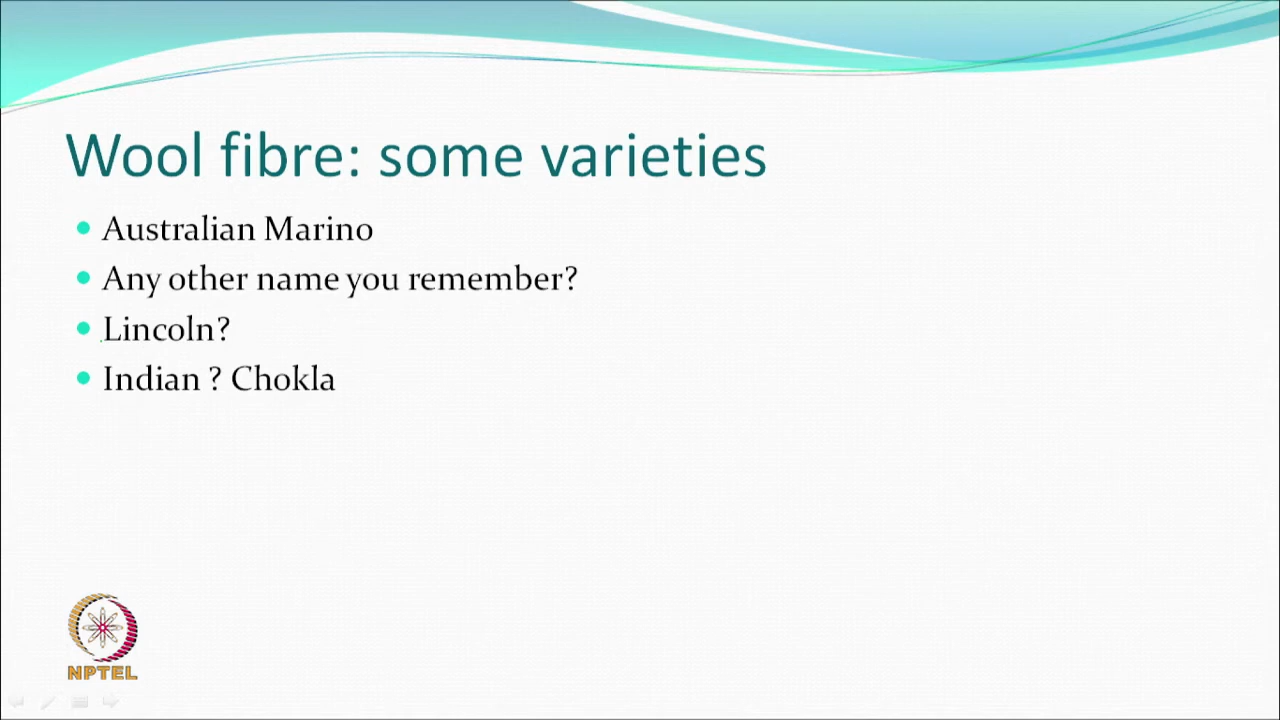 Wool fibre: some varieties
Australian Marino
Any other name you remember?
Lincoln?
Indian ? Chokla
NPTEL